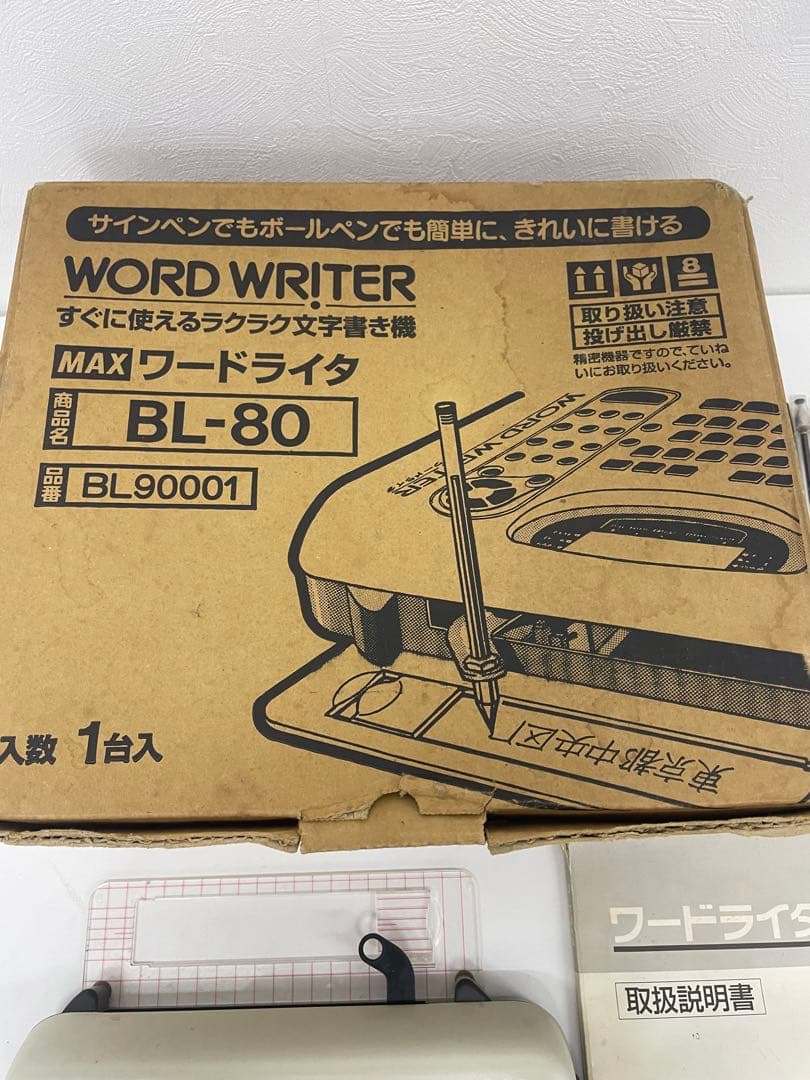 サインペンでもボールペンでも簡単に、きれいに書ける
WORD WRITER
すぐに使えるラクラク文字書き機
MAX ワードライタ
商品名 BL-80
品番 BL90001
8
取り扱い注意
投げ出し厳禁
精密機器ですので、ていね
いにお取り扱いください。
WORD WRITER
東京都中央区
入数 1台入
ワードライタ
取扱説明書